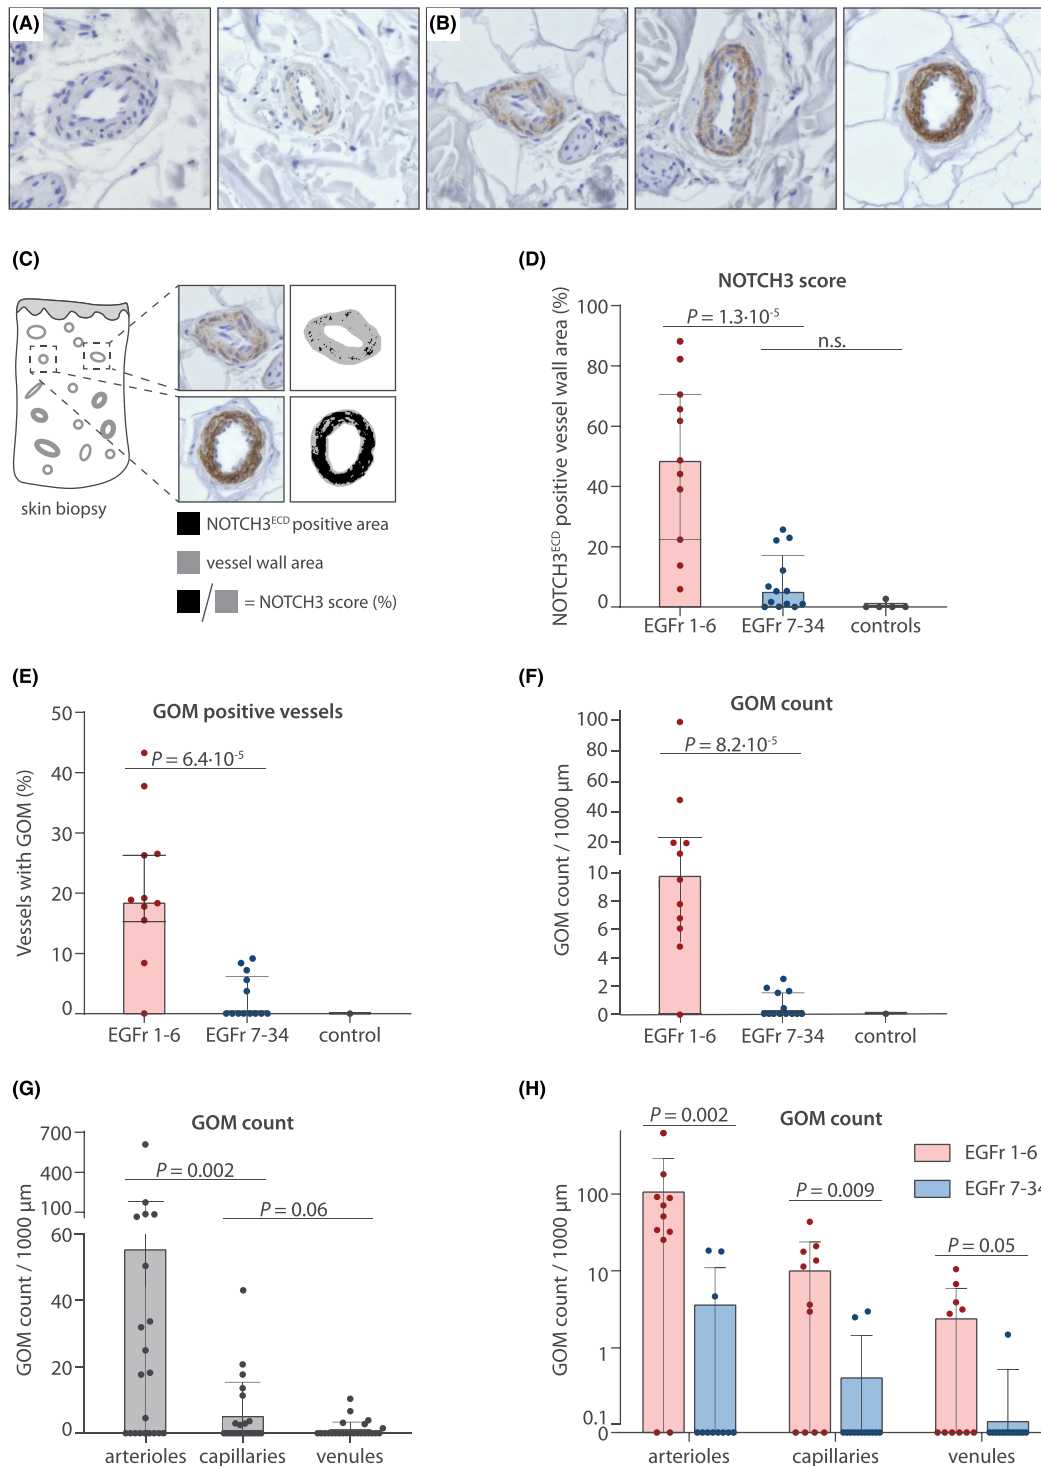 (A)
(B)
(C)
skin biopsy
NOTCH3ECD positive area
vessel wall area
/ = NOTCH3 score (%)
(D)
NOTCH3 score
NOTCH3ECD positive vessel wall area (%)
100
80
60
40
20
0
P = 1.3·10-5
n.s.
EGFr 1-6
EGFr 7-34
controls
(E)
GOM positive vessels
Vessels with GOM (%)
50
40
30
20
10
0
P = 6.4·10-5
EGFr 1-6
EGFr 7-34
control
(F)
GOM count
GOM count / 1000 µm
100
80
60
40
20
10
8
6
4
2
0
P = 8.2·10-5
EGFr 1-6
EGFr 7-34
control
(G)
GOM count
GOM count / 1000 µm
700
500
300
100
60
40
20
0
P = 0.002
P = 0.06
arterioles
capillaries
venules
(H)
GOM count
GOM count / 1000 µm
100
10
1
0.1
0
P = 0.002
P = 0.009
P = 0.05
EGFr 1-6
EGFr 7-34
arterioles
capillaries
venules